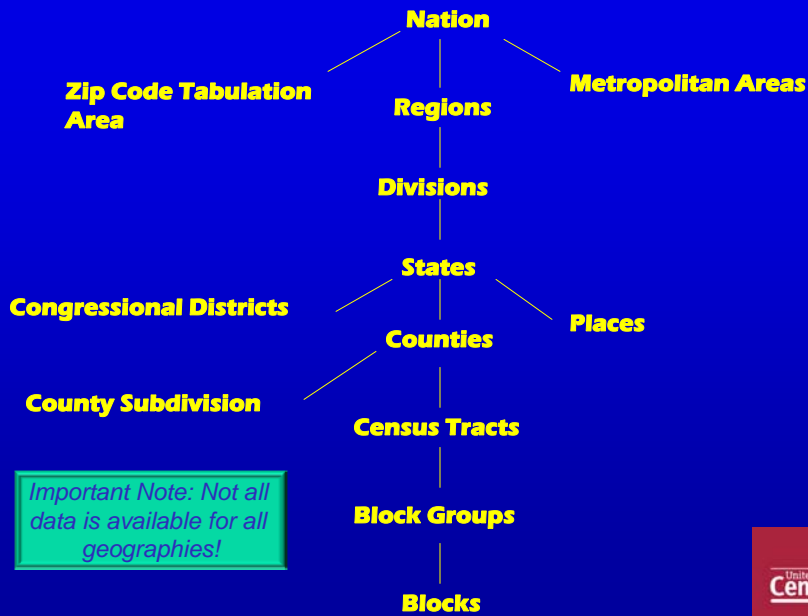 Nation
Zip Code Tabulation
Area
Metropolitan Areas
Regions
Divisions
States
Congressional Districts
Places
Counties
County Subdivision
Census Tracts
Important Note: Not all
data is available for all
geographies!
Block Groups
Blocks